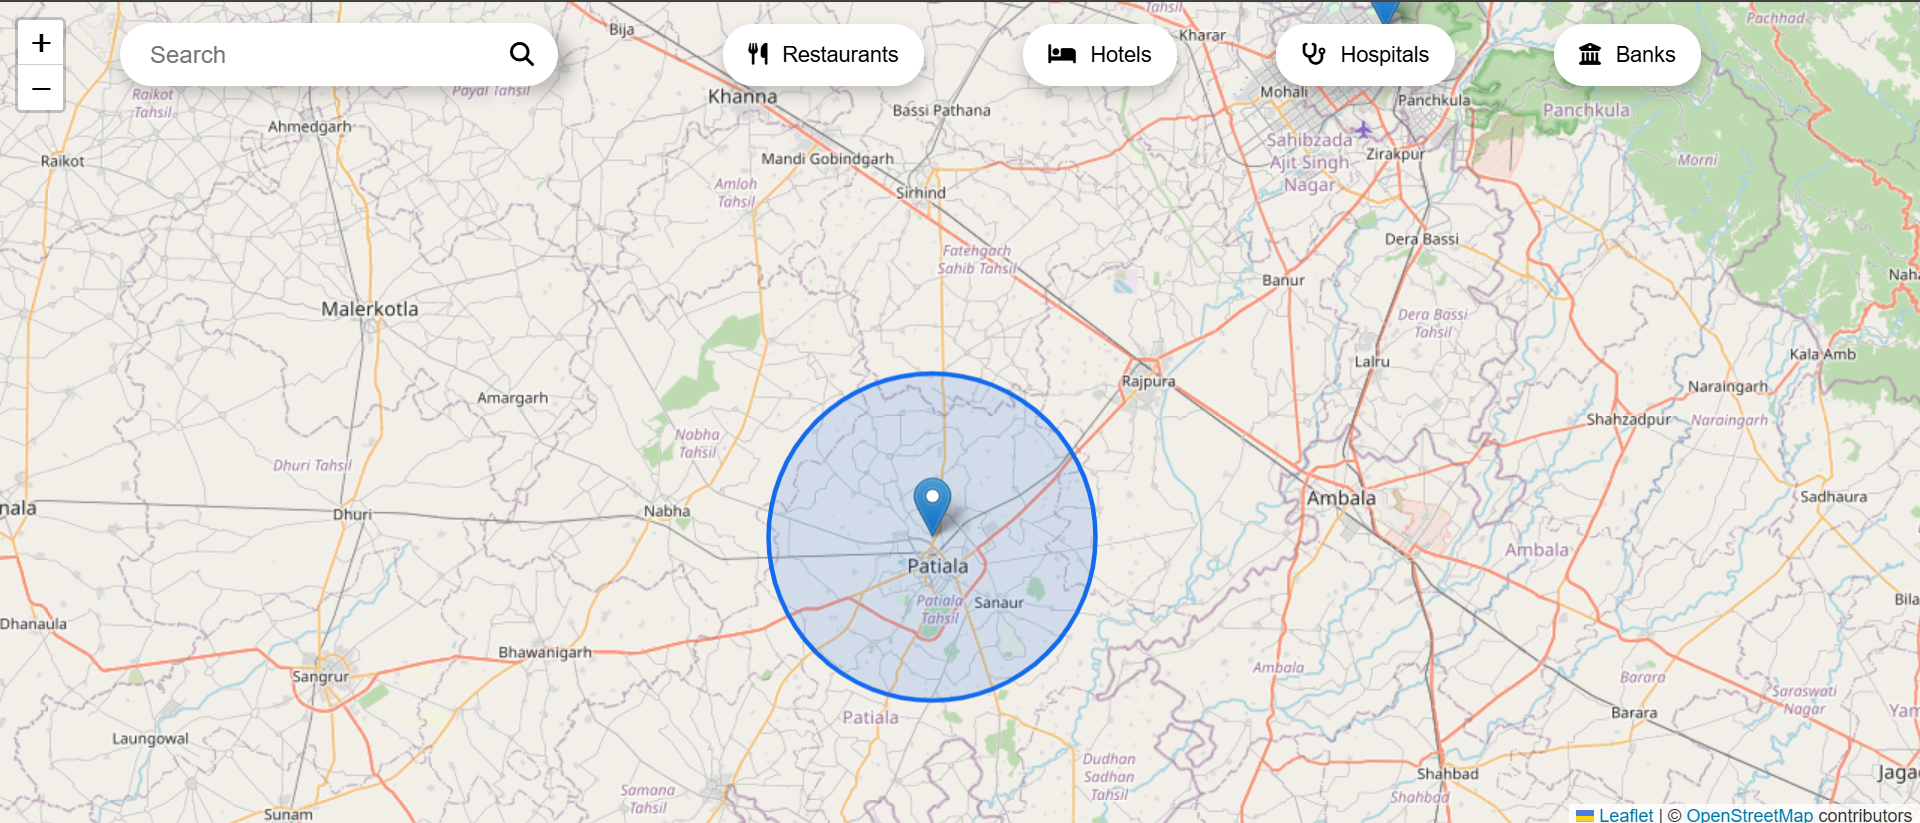 +
−
Search
Restaurants
Hotels
Hospitals
Banks
Bija
Tahsil
Kharar
Pachhad
Raikot
Tahsil
Payal Tahsil
Khanna
Bassi Pathana
Mohali
Panchkula
Panchkula
Ahmedgarh
Raikot
Mandi Gobindgarh
Sahibzada
Ajit Singh
Nagar
Zirakpur
Morni
Amloh
Tahsil
Sirhind
Dera Bassi
Fatehgarh
Sahib Tahsil
Banur
Nah
Malerkotla
Dera Bassi
Tahsil
Lalru
Kala Amb
Rajpura
Naraingarh
Amargarh
Shahzadpur
Naraingarh
Nabha
Tahsil
Dhuri Tahsil
nala
Dhuri
Nabha
Ambala
Sadhaura
Ambala
Patiala
Patiala
Tahsil
Sanaur
Bila
Dhanaula
Bhawanigarh
Ambala
Sangrur
Barara
Saraswati
Nagar
Yam
Patiala
Barara
Laungowal
Dudhan
Sadhan
Tahsil
Shahbad
Jaga
Samana
Tahsil
Shahbad
Sunam
Leaflet | © OpenStreetMap contributors